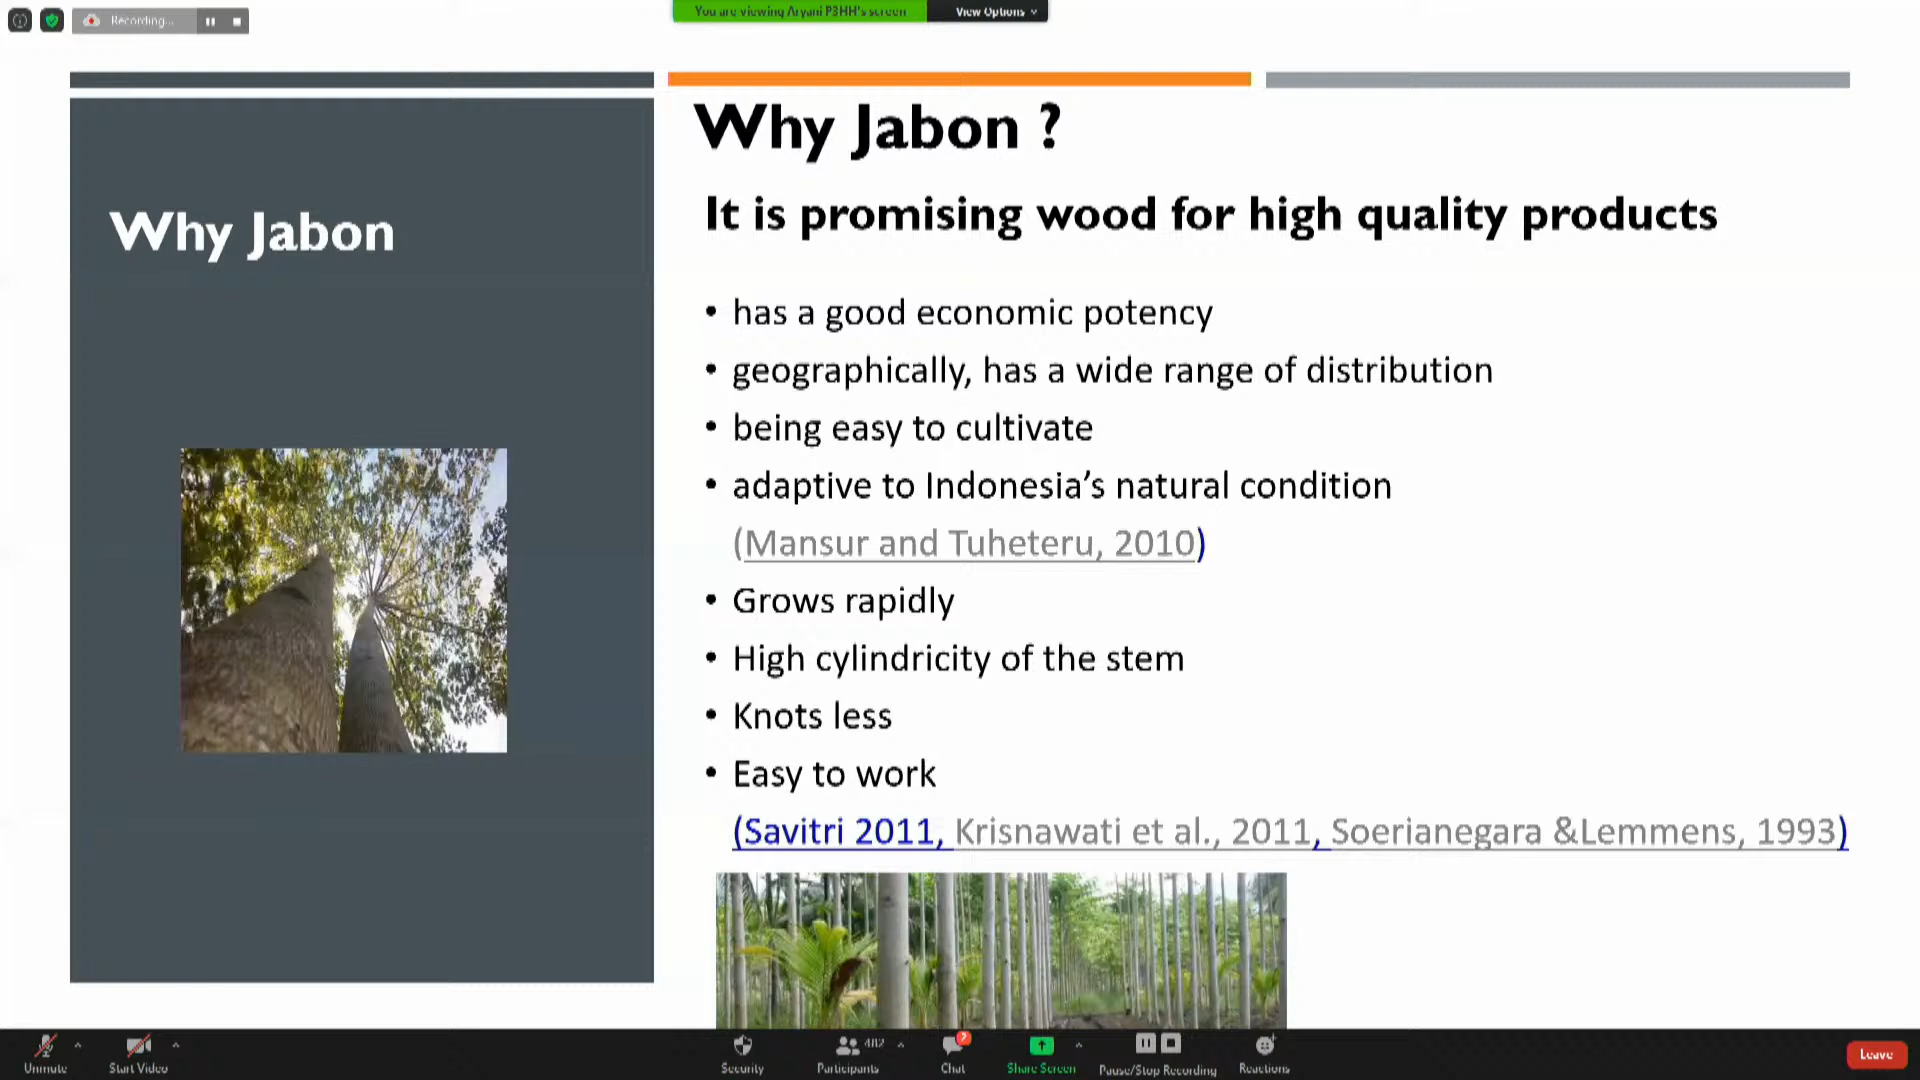 Recording...
You are viewing Aryani P3HH's screen
View Options
Why Jabon
Why Jabon ?
It is promising wood for high quality products
• has a good economic potency
• geographically, has a wide range of distribution
• being easy to cultivate
• adaptive to Indonesia's natural condition
(Mansur and Tuheteru, 2010)
• Grows rapidly
• High cylindricity of the stem
• Knots less
• Easy to work
(Savitri 2011, Krisnawati et al., 2011, Soerianegara &Lemmens, 1993)
Unmute
Start Video
Security
482
Participants
Chat
Share Screen
Pause/Stop Recording
Reactions
Leave